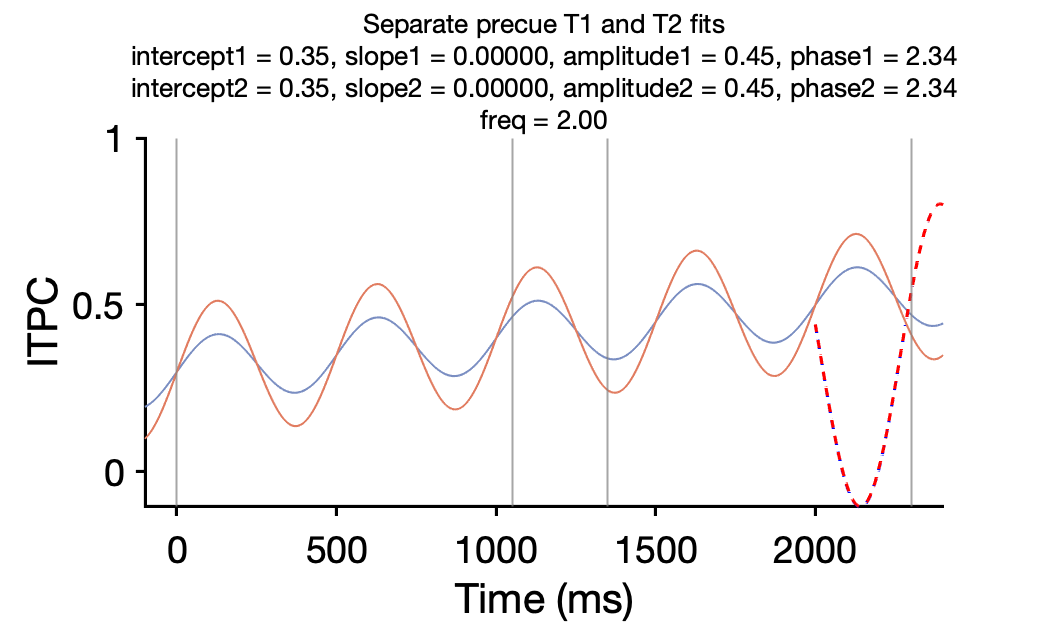 Separate precue T1 and T2 fits
intercept1 = 0.35, slope1 = 0.00000, amplitude1 = 0.45, phase1 = 2.34
intercept2 = 0.35, slope2 = 0.00000, amplitude2 = 0.45, phase2 = 2.34
freq = 2.00
1
0.5
0
ITPC
0 500 1000 1500 2000
Time (ms)